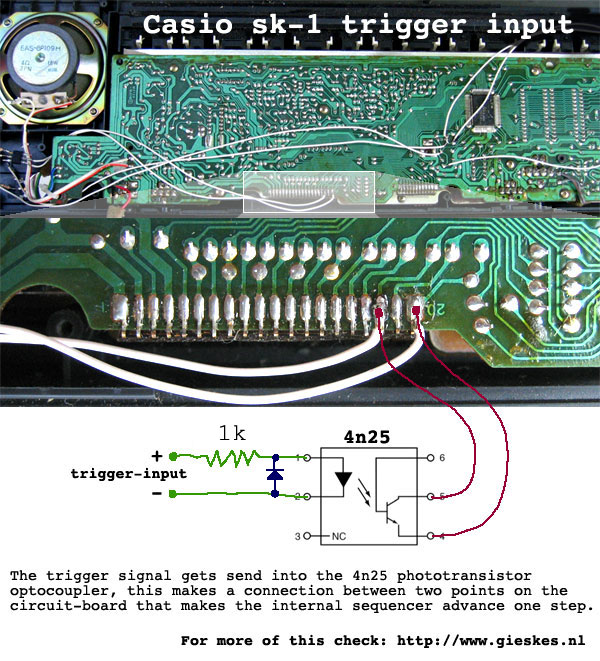 Casio sk-1 trigger input
EAS-6P109H
20
1k
4n25
+
trigger-input
-
1
2
3
NC
6
5
4
The trigger signal gets send into the 4n25 phototransistor
optocoupler, this makes a connection between two points on the
circuit-board that makes the internal sequencer advance one step.
For more of this check: http://www.gieskes.nl